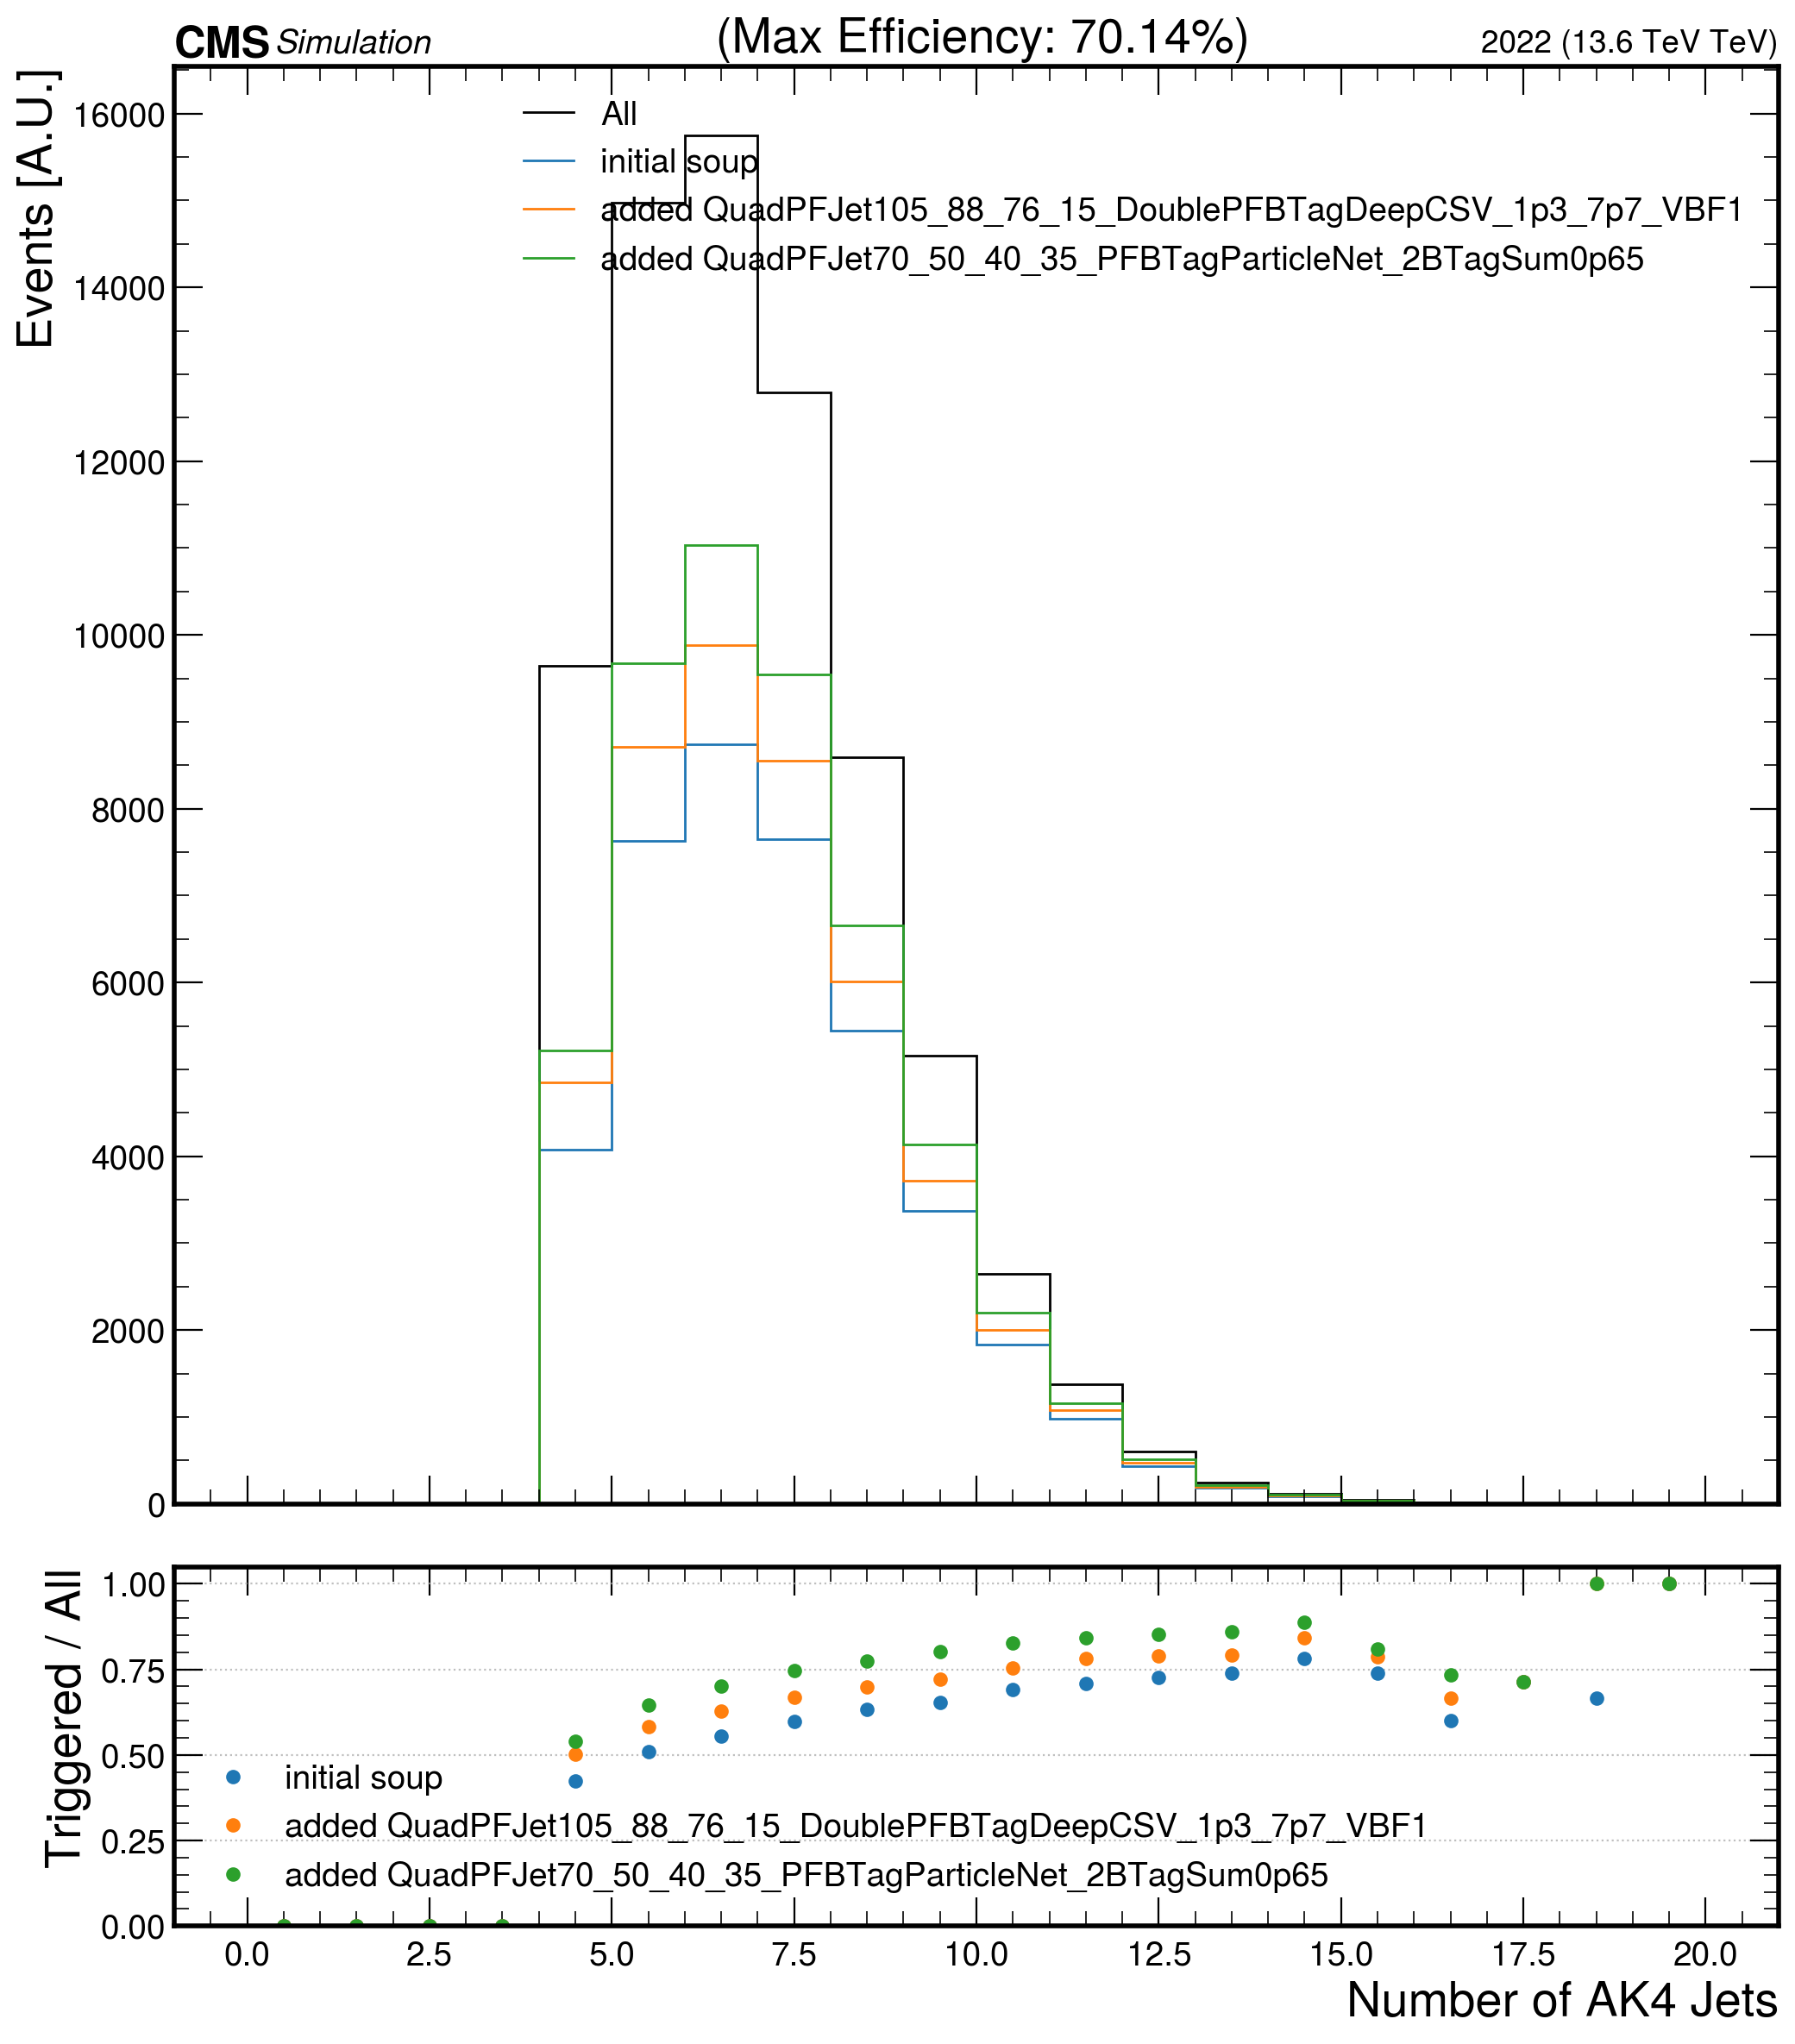 CMS Simulation (Max Efficiency: 70.14%) 2022 (13.6 TeV TeV)
Events [A.U.]
16000
14000
12000
10000
8000
6000
4000
2000
0
All
initial soup
added QuadPFJet105_88_76_15_DoublePFBTagDeepCSV_1p3_7p7_VBF1
added QuadPFJet70_50_40_35_PFBTagParticleNet_2BTagSum0p65
Triggered / All
1.00
0.75
0.50
0.25
0.00
initial soup
added QuadPFJet105_88_76_15_DoublePFBTagDeepCSV_1p3_7p7_VBF1
added QuadPFJet70_50_40_35_PFBTagParticleNet_2BTagSum0p65
0.0 2.5 5.0 7.5 10.0 12.5 15.0 17.5 20.0
Number of AK4 Jets